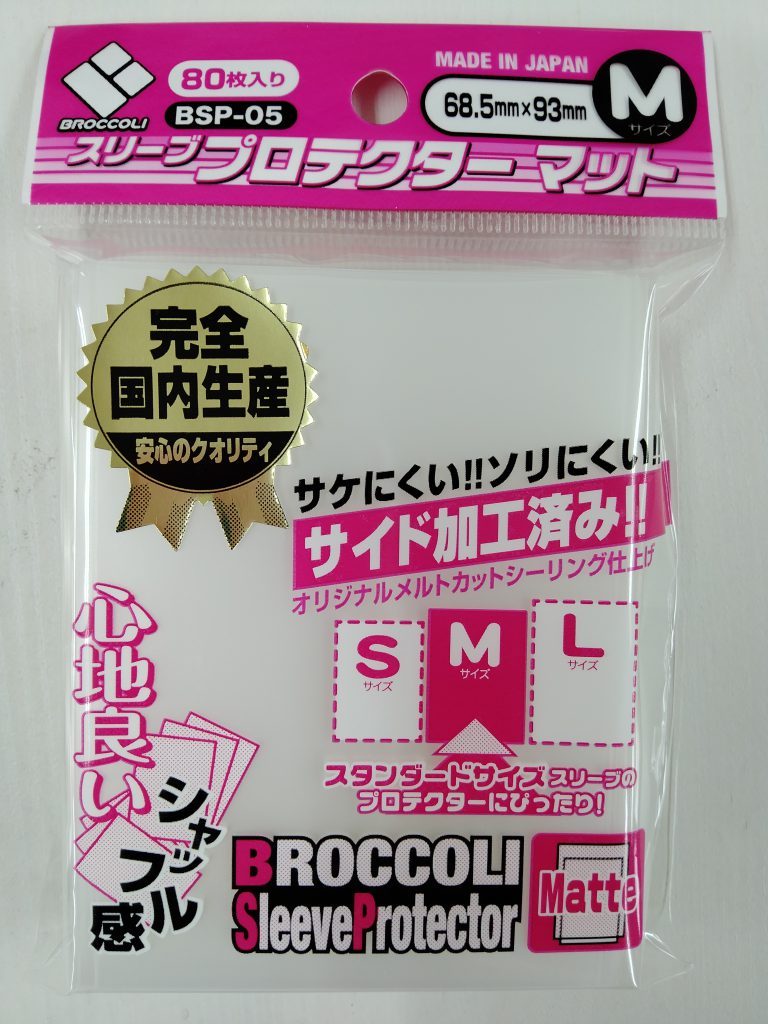 BROCCOLI
80枚入り
BSP-05
MADE IN JAPAN
68.5mm×93mm
M
サイズ
スリーブプロテクター マット
完全
国内生産
安心のクオリティ
サケにくい!!ソリにくい!!
サイド加工済み!!
オリジナルメルトカットシーリング仕上げ
S
サイズ
M
サイズ
L
サイズ
スタンダードサイズ スリーブの
プロテクターにぴったり!
心地良い
シャッフル
感
BROCCOLI
SleeveProtector
Matte